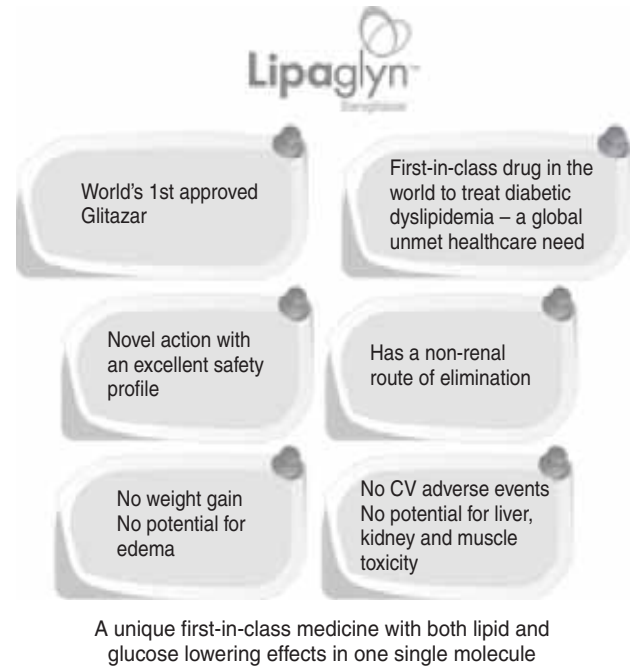 Lipaglyn™
World's 1st approved
Glitazar
First-in-class drug in the
world to treat diabetic
dyslipidemia – a global
unmet healthcare need
Novel action with
an excellent safety
profile
Has a non-renal
route of elimination
No weight gain
No potential for
edema
No CV adverse events
No potential for liver,
kidney and muscle
toxicity
A unique first-in-class medicine with both lipid and
glucose lowering effects in one single molecule